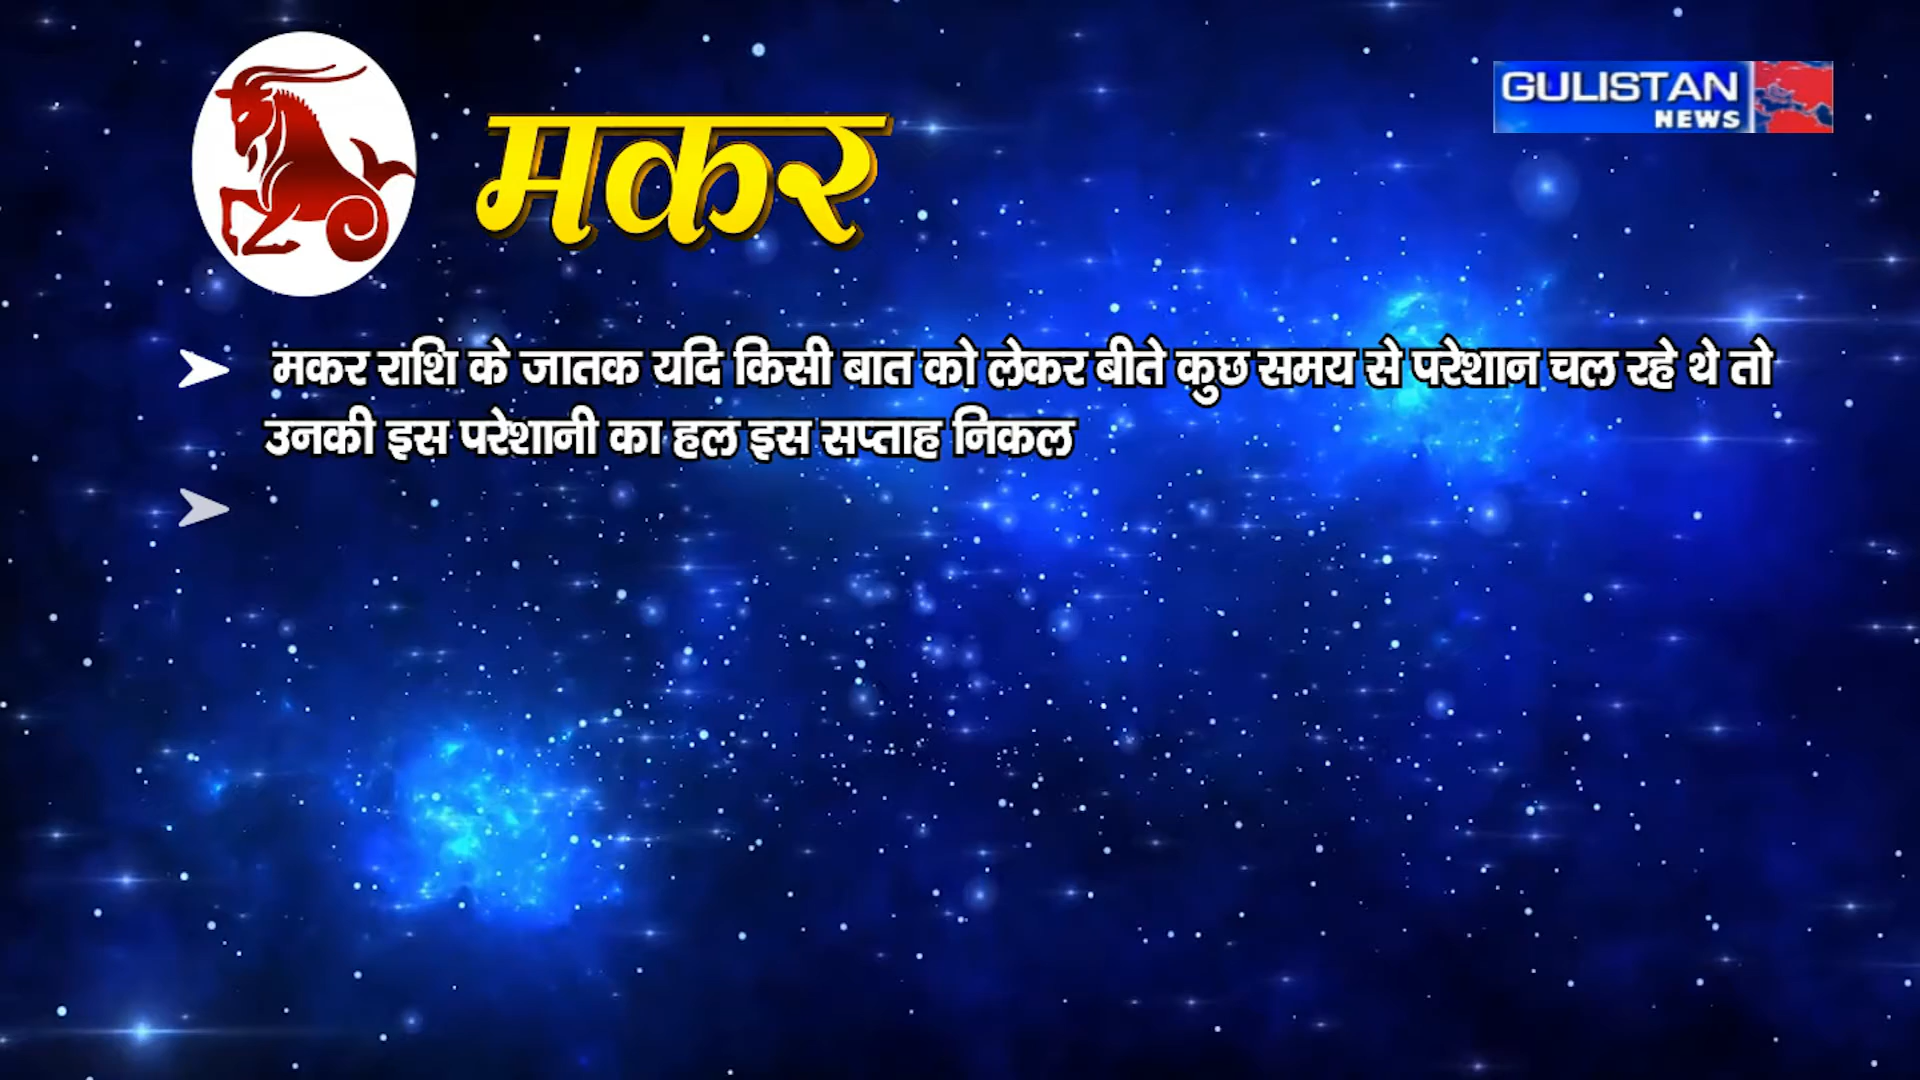 GULISTAN
NEWS
मकर
मकर राशि के जातक यदि किसी बात को लेकर बीते कुछ समय से परेशान चल रहे थे तो
उनकी इस परेशानी का हल इस सप्ताह निकल